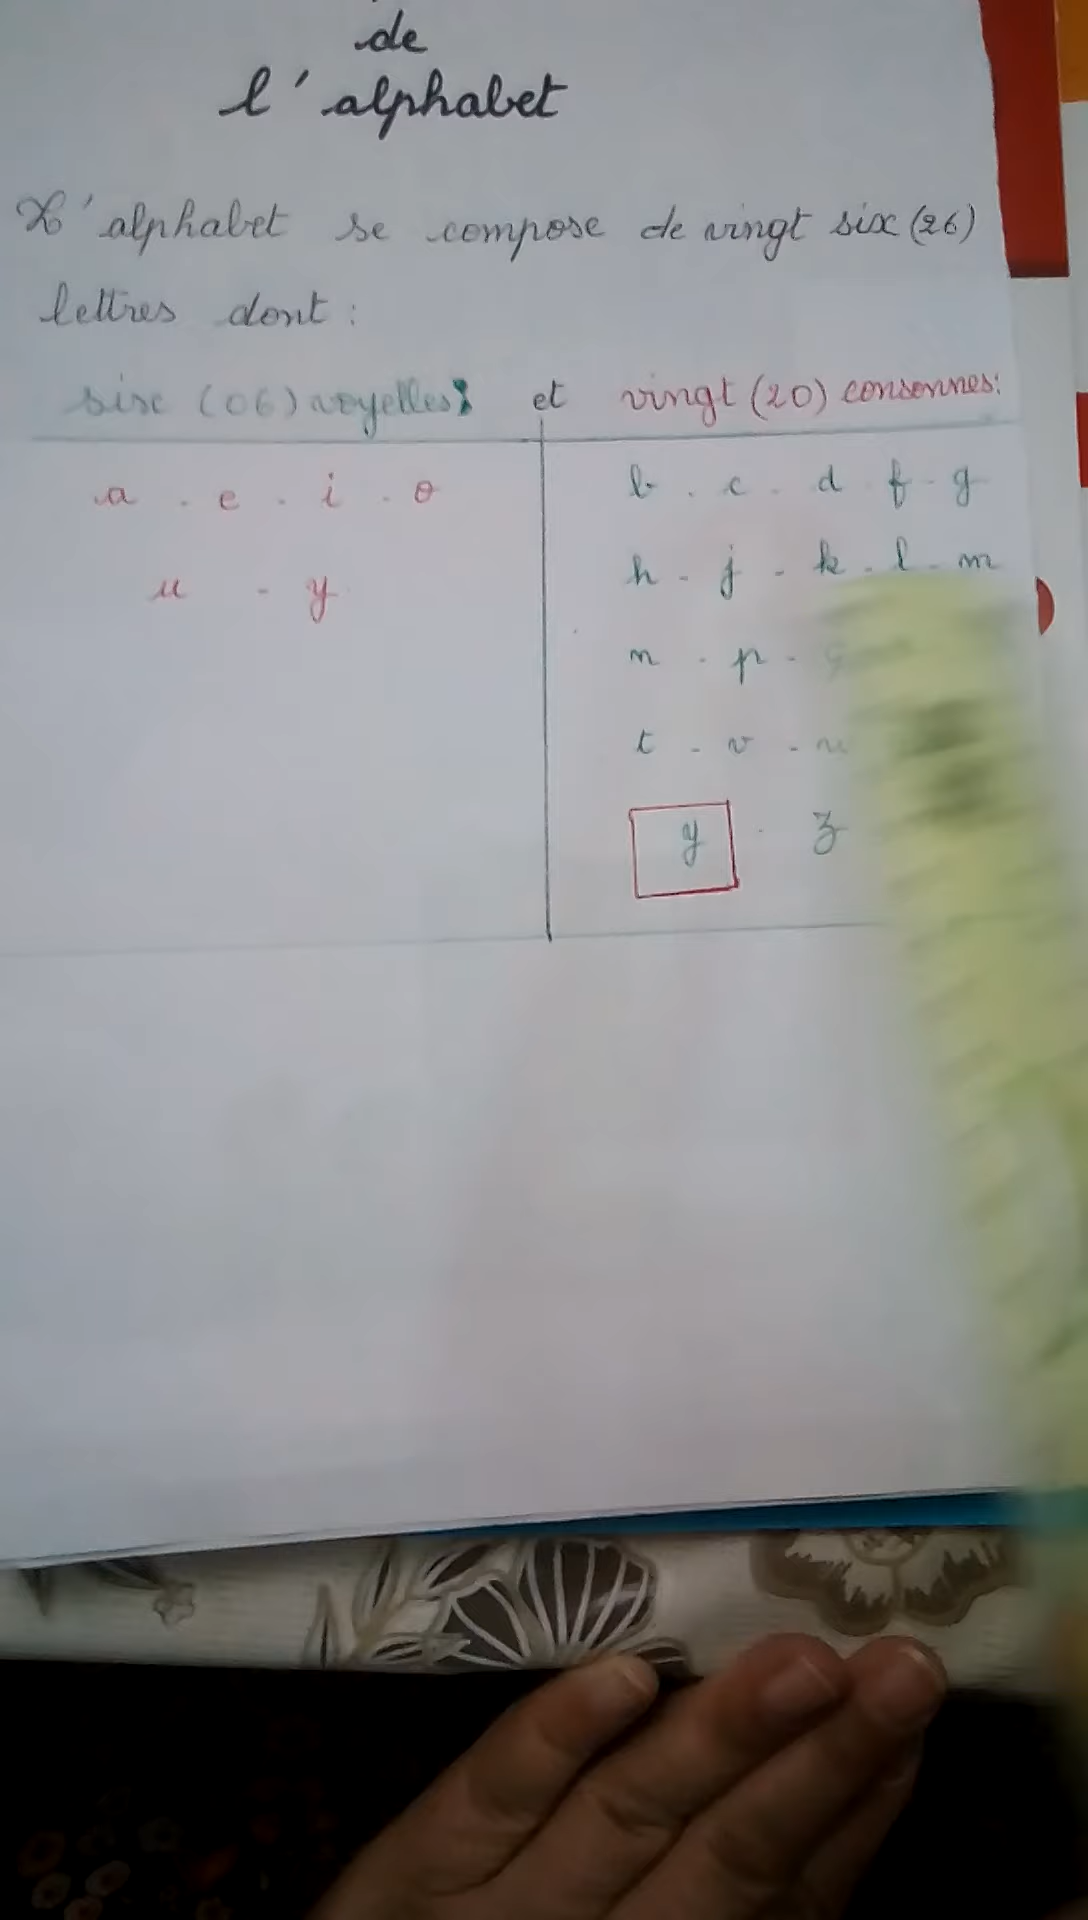 de
l'alphabet
L'alphabet se compose de vingt six (26)
lettres dont :
six (06) voyelles: et vingt (20) consonnes:
a . e . i . o
u - y
b . c . d . f - g
h - j - k . l - m
n . p .
t . v .
y . z